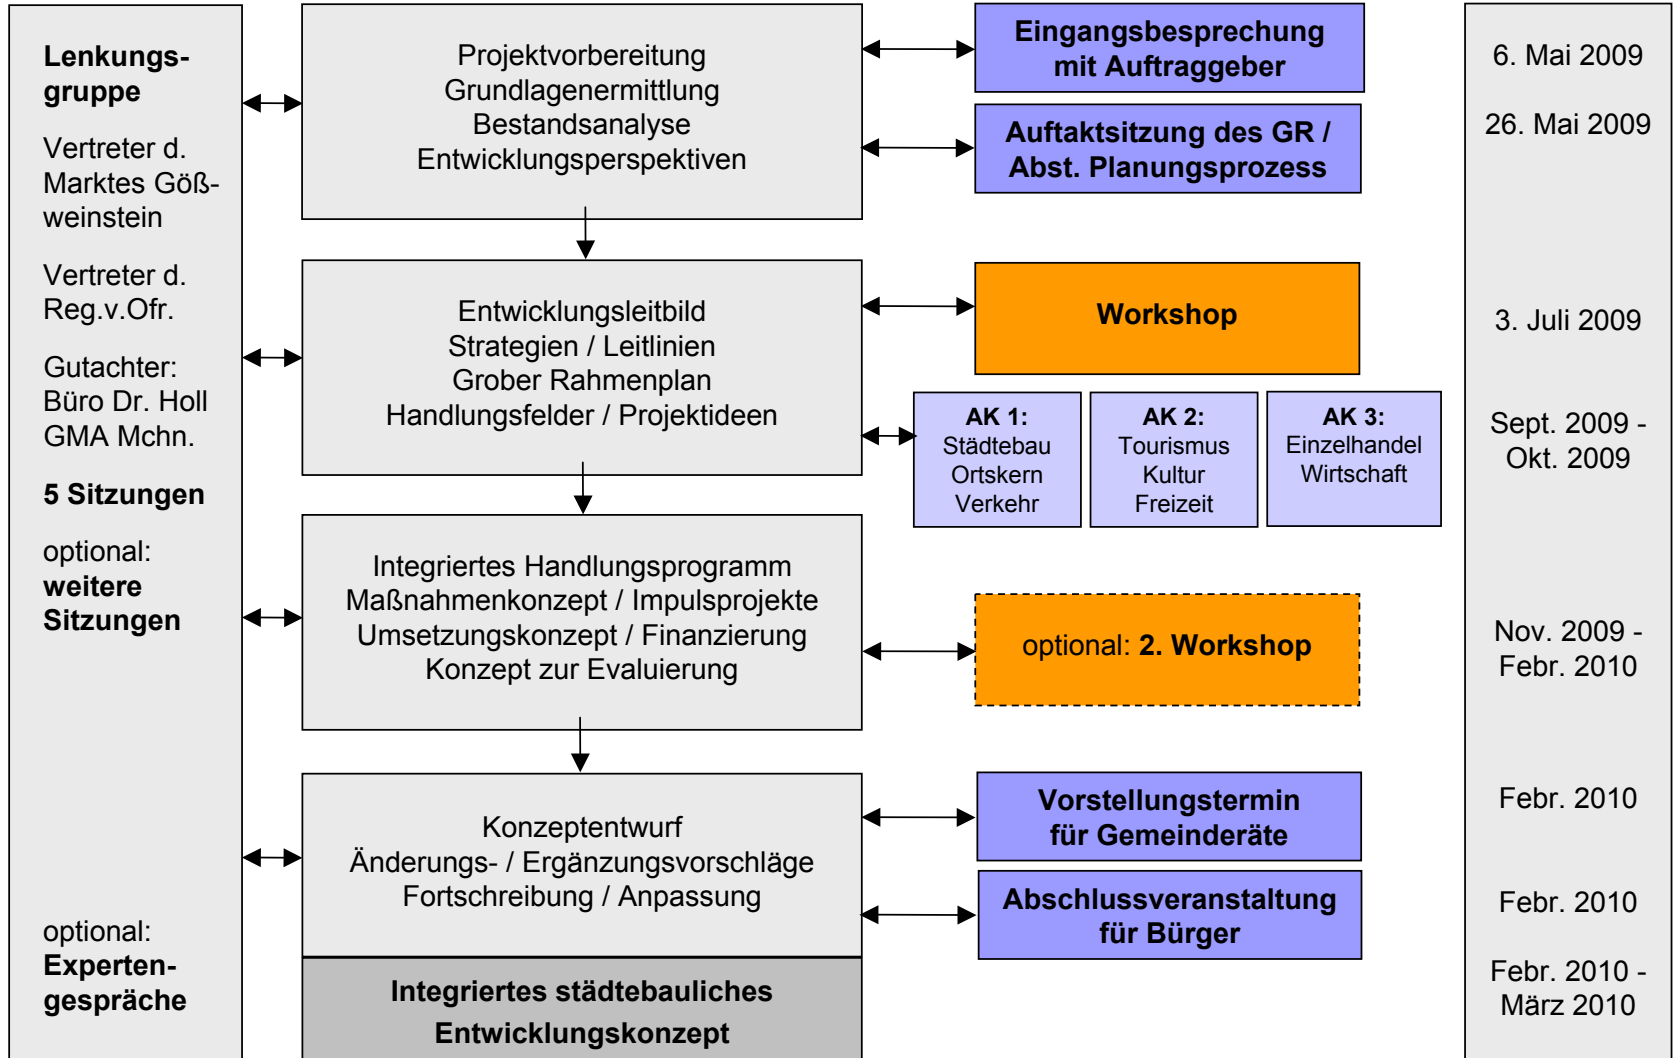 Lenkungs-
gruppe
Vertreter d.
Marktes Göß-
weinstein
Vertreter d.
Reg.v.Ofr.
Gutachter:
Büro Dr. Holl
GMA Mchn.
5 Sitzungen
optional:
weitere
Sitzungen
optional:
Experten-
gespräche
Projektvorbereitung
Grundlagenermittlung
Bestandsanalyse
Entwicklungsperspektiven
Entwicklungsleitbild
Strategien / Leitlinien
Grober Rahmenplan
Handlungsfelder / Projektideen
Integriertes Handlungsprogramm
Maßnahmenkonzept / Impulsprojekte
Umsetzungskonzept / Finanzierung
Konzept zur Evaluierung
Konzeptentwurf
Änderungs- / Ergänzungsvorschläge
Fortschreibung / Anpassung
Integriertes städtebauliches
Entwicklungskonzept
Eingangsbesprechung
mit Auftraggeber
Auftaktsitzung des GR /
Abst. Planungsprozess
Workshop
AK 1:
Städtebau
Ortskern
Verkehr
AK 2:
Tourismus
Kultur
Freizeit
AK 3:
Einzelhandel
Wirtschaft
optional: 2. Workshop
Vorstellungstermin
für Gemeinderäte
Abschlussveranstaltung
für Bürger
6. Mai 2009
26. Mai 2009
3. Juli 2009
Sept. 2009 -
Okt. 2009
Nov. 2009 -
Febr. 2010
Febr. 2010
Febr. 2010
Febr. 2010 -
März 2010